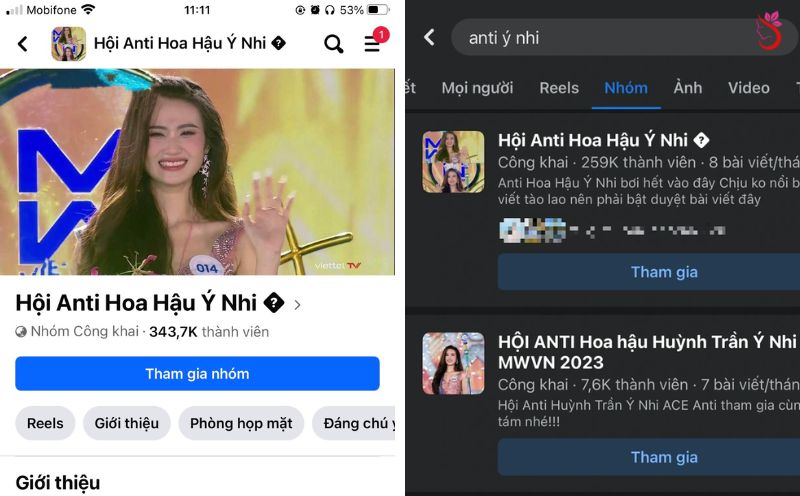 Mobifone
11:11
53%
Hội Anti Hoa Hậu Ý Nhi �
1
MW
VN
014
viettelTV
Hội Anti Hoa Hậu Ý Nhi �
Nhóm Công khai · 343,7K thành viên
Tham gia nhóm
Reels
Giới thiệu
Phòng họp mặt
Đáng chú ý
Giới thiệu
anti ý nhi
ết
Mọi người
Reels
Nhóm
Ảnh
Video
Hội Anti Hoa Hậu Ý Nhi �
Công khai · 259K thành viên · 8 bài viết/thán
Anti Hoa Hậu Ý Nhi bơi hết vào đây Chịu ko nổi b
viết tào lao nên phải bật duyệt bài viết đây
Tham gia
HỘI ANTI Hoa hậu Huỳnh Trần Ý Nhi
MWVN 2023
Công khai · 7,6K thành viên · 7 bài viết/thán
Hội Anti Huỳnh Trần Ý Nhi ACE Anti tham gia cùn
tám nhé!!!
Tham gia